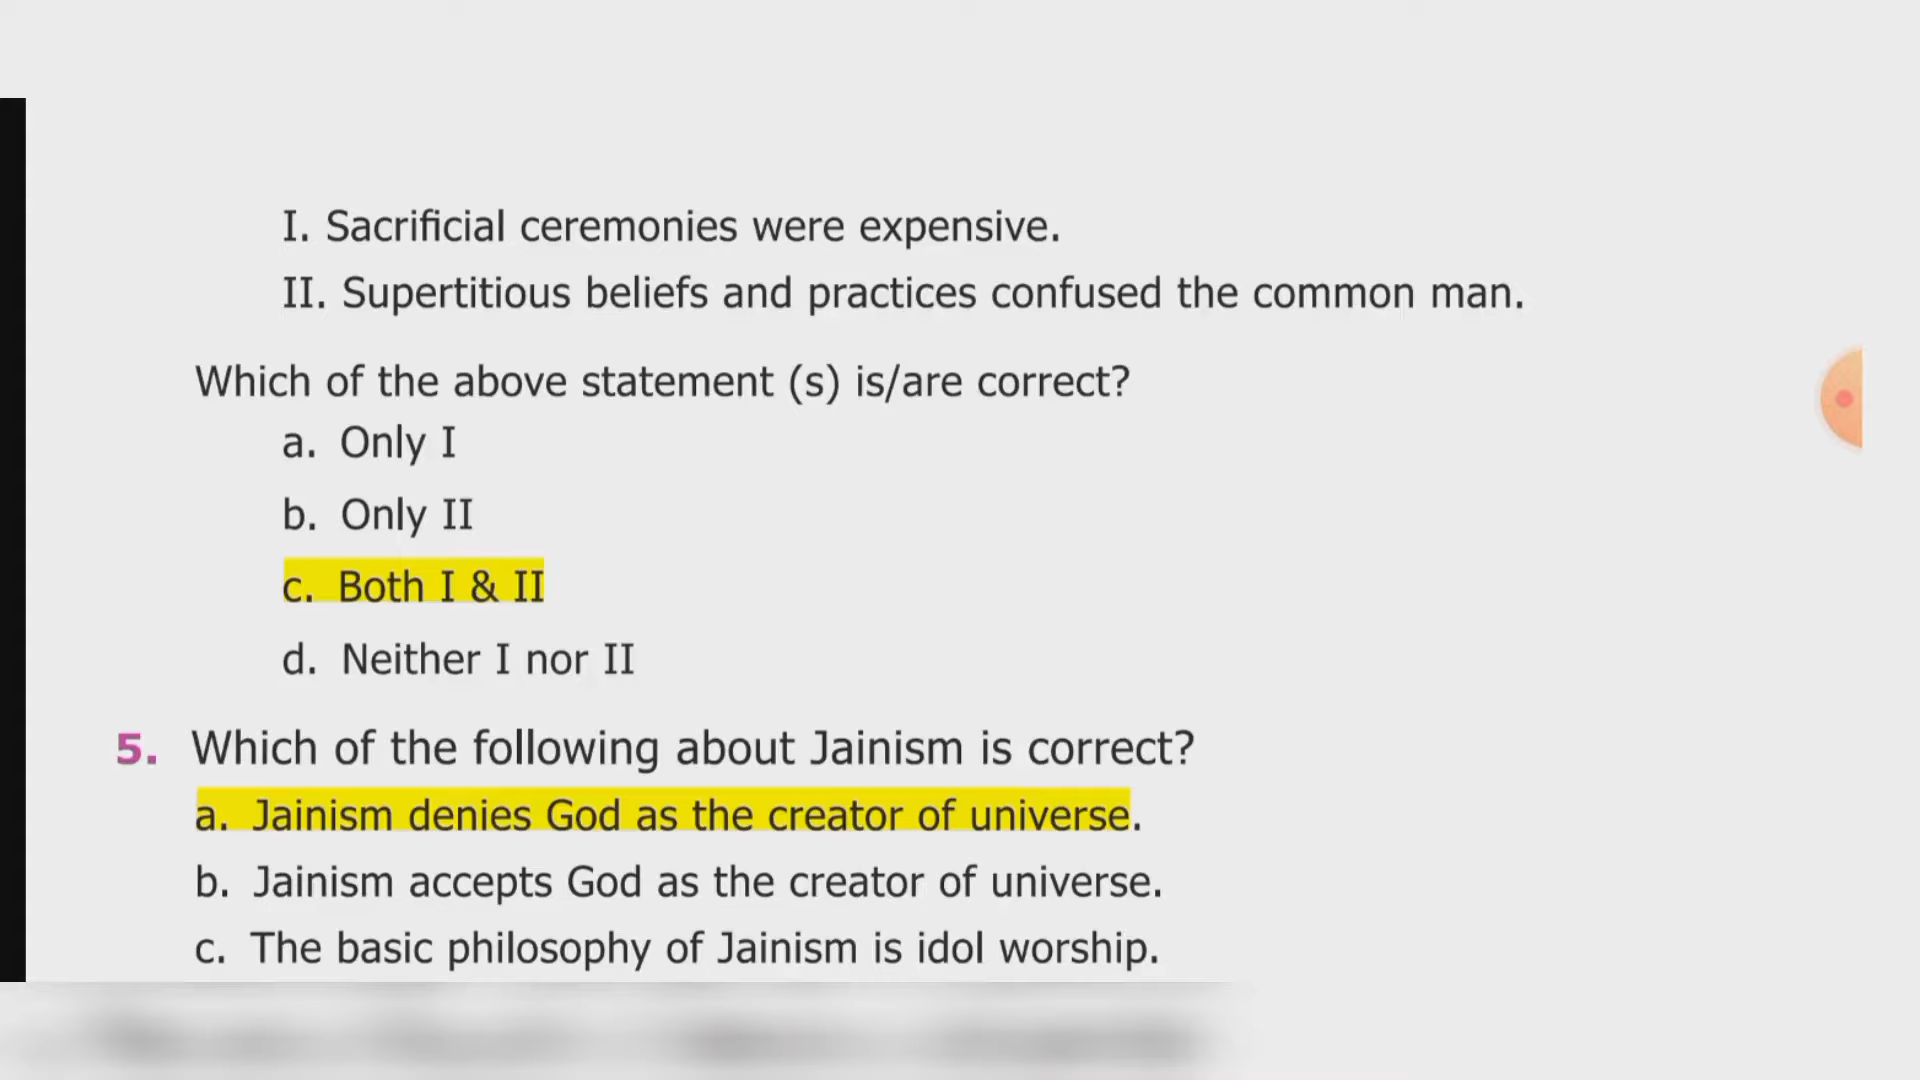 I. Sacrificial ceremonies were expensive.
II. Supertitious beliefs and practices confused the common man.
Which of the above statement (s) is/are correct?
a. Only I
b. Only II
c. Both I & II
d. Neither I nor II
5. Which of the following about Jainism is correct?
a. Jainism denies God as the creator of universe.
b. Jainism accepts God as the creator of universe.
c. The basic philosophy of Jainism is idol worship.